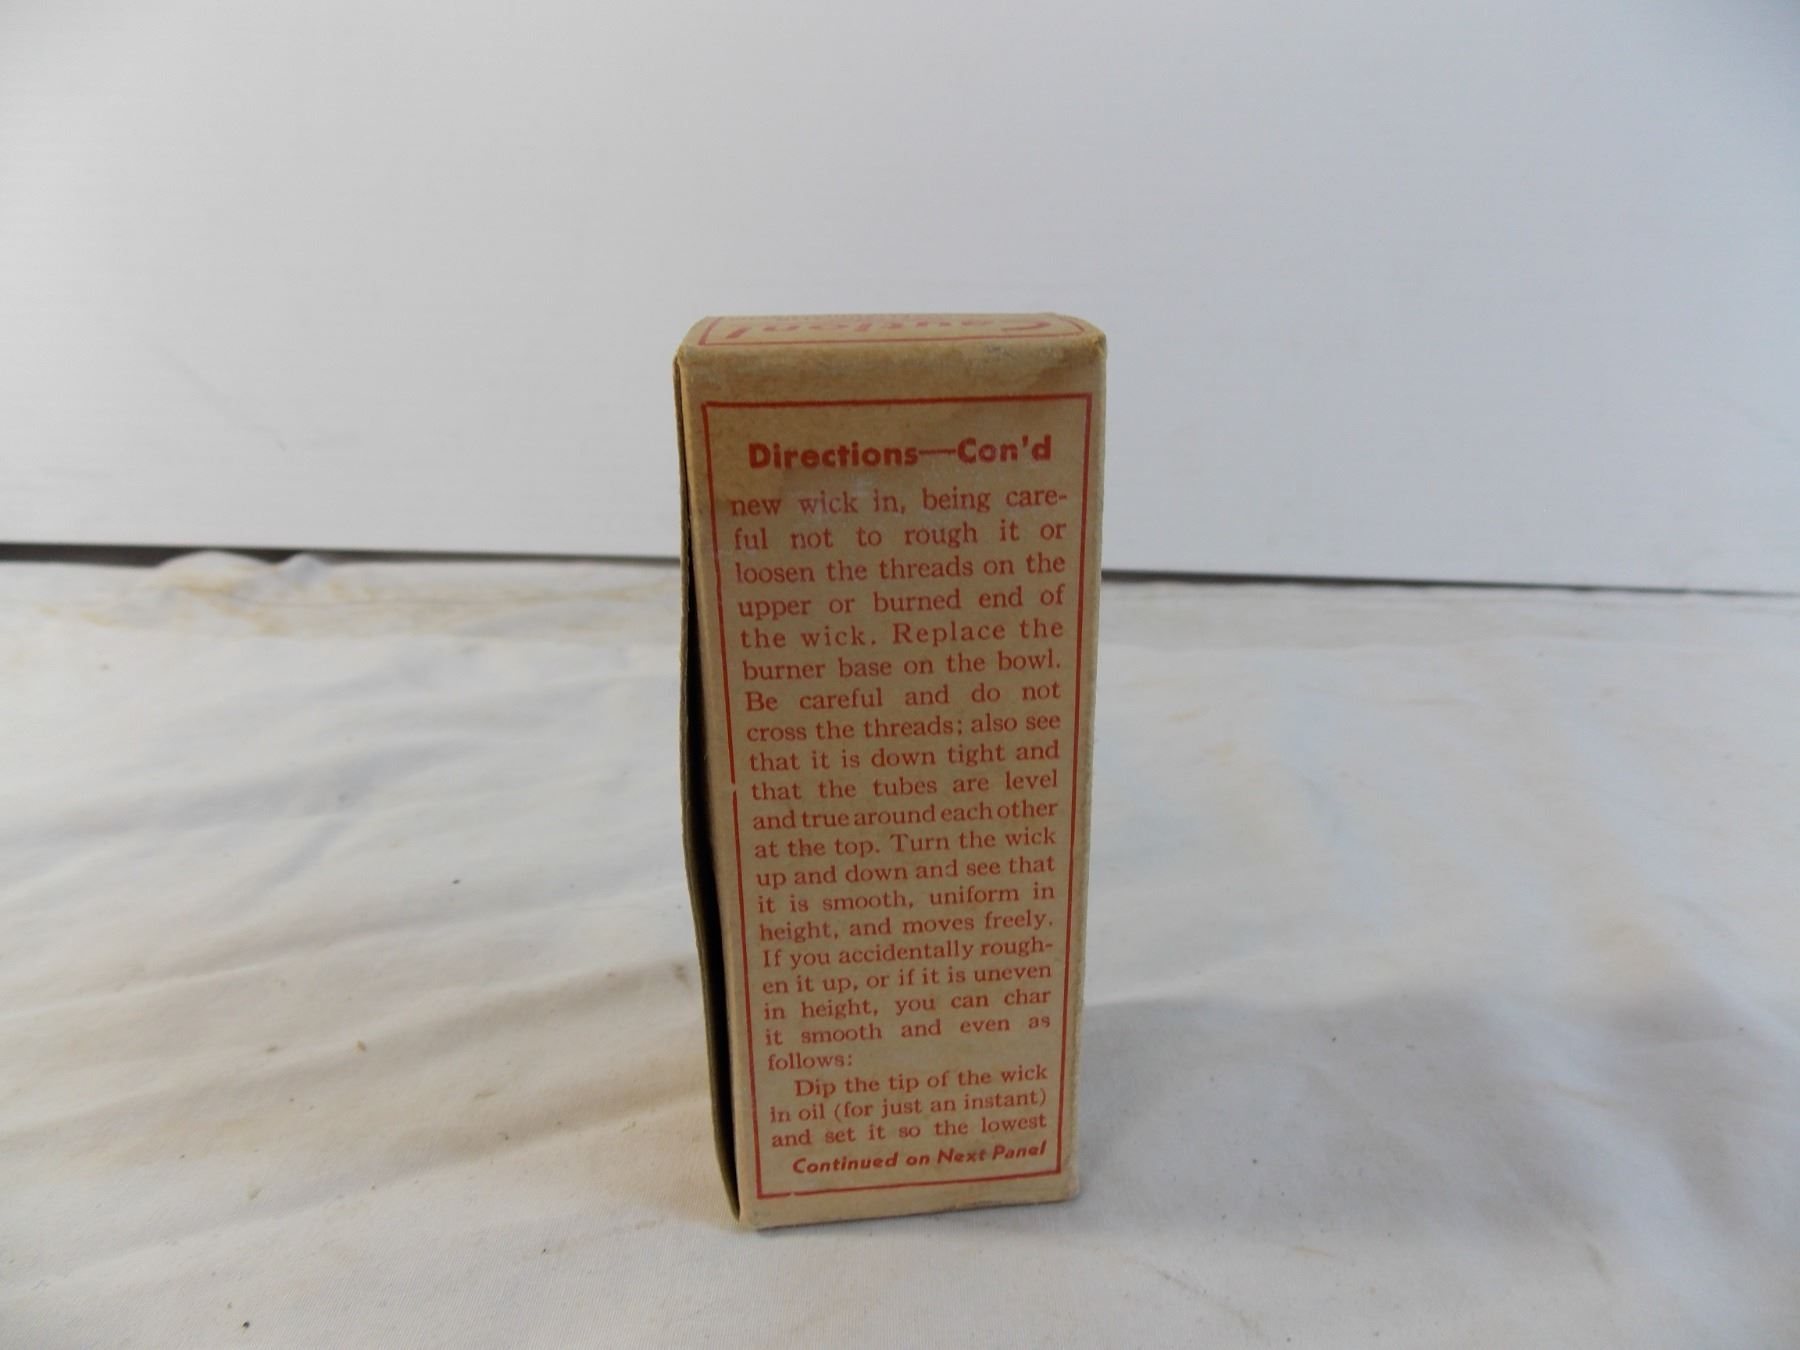 Caution!
Directions—Con'd
new wick in, being care-
ful not to rough it or
loosen the threads on the
upper or burned end of
the wick. Replace the
burner base on the bowl.
Be careful and do not
cross the threads; also see
that it is down tight and
that the tubes are level
and true around each other
at the top. Turn the wick
up and down and see that
it is smooth, uniform in
height, and moves freely.
If you accidentally rough-
en it up, or if it is uneven
in height, you can char
it smooth and even as
follows:
Dip the tip of the wick
in oil (for just an instant)
and set it so the lowest
Continued on Next Panel